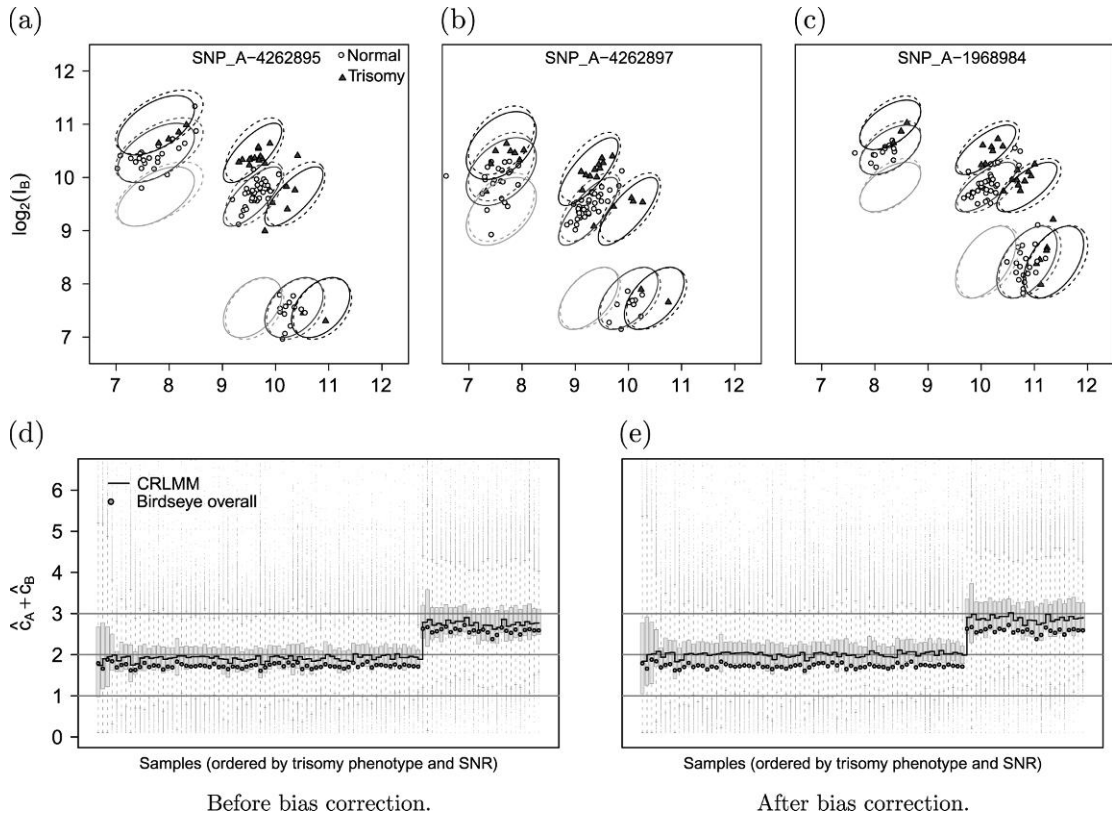 (a) (b) (c)
SNP_A−4262895
Normal
Trisomy
SNP_A−4262897
SNP_A−1968984
log2(IB)
12
11
10
9
8
7
7 8 9 10 11 12
7 8 9 10 11 12
7 8 9 10 11 12
(d) (e)
CRLMM
Birdseye overall
ĉA + ĉB
6
5
4
3
2
1
0
Samples (ordered by trisomy phenotype and SNR)
Samples (ordered by trisomy phenotype and SNR)
Before bias correction.
After bias correction.